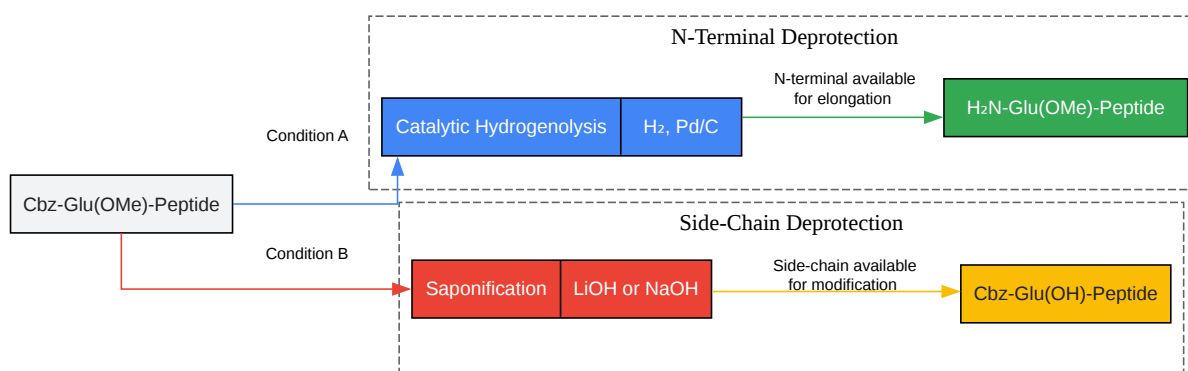 N-Terminal Deprotection
N-terminal available
for elongation
H₂N-Glu(OMe)-Peptide
Catalytic Hydrogenolysis
H₂, Pd/C
Condition A
Cbz-Glu(OMe)-Peptide
Side-Chain Deprotection
Condition B
Side-chain available
for modification
Saponification
LiOH or NaOH
Cbz-Glu(OH)-Peptide